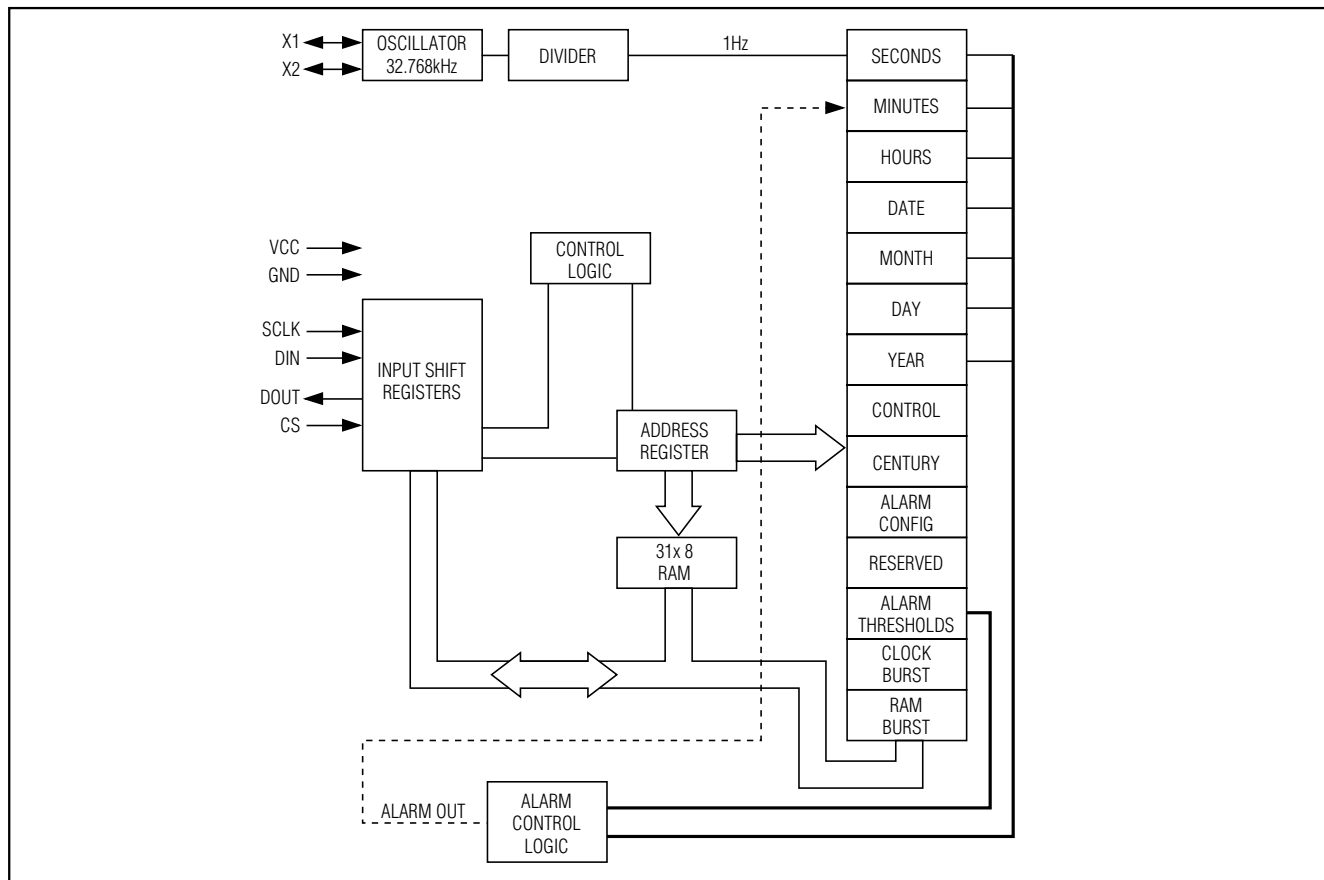 X1
X2
OSCILLATOR
32.768kHz
DIVIDER
1Hz
SECONDS
MINUTES
HOURS
DATE
MONTH
DAY
YEAR
CONTROL
CENTURY
ALARM
CONFIG
RESERVED
ALARM
THRESHOLDS
CLOCK
BURST
RAM
BURST
VCC
GND
SCLK
DIN
DOUT
CS
INPUT SHIFT
REGISTERS
CONTROL
LOGIC
ADDRESS
REGISTER
31x 8
RAM
ALARM OUT
ALARM
CONTROL
LOGIC